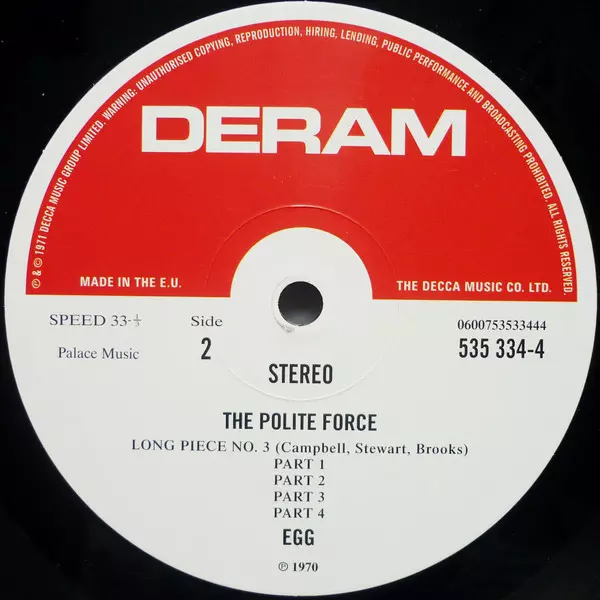 ℗ & © 1971 DECCA MUSIC GROUP LIMITED. WARNING: UNAUTHORISED COPYING, REPRODUCTION, HIRING, LENDING, PUBLIC PERFORMANCE AND BROADCASTING PROHIBITED. ALL RIGHTS RESERVED.
DERAM
MADE IN THE E.U.
THE DECCA MUSIC CO. LTD.
SPEED 33-⅓
Side
0600753533444
Palace Music
2
535 334-4
STEREO
THE POLITE FORCE
LONG PIECE NO. 3 (Campbell, Stewart, Brooks)
PART 1
PART 2
PART 3
PART 4
EGG
℗ 1970